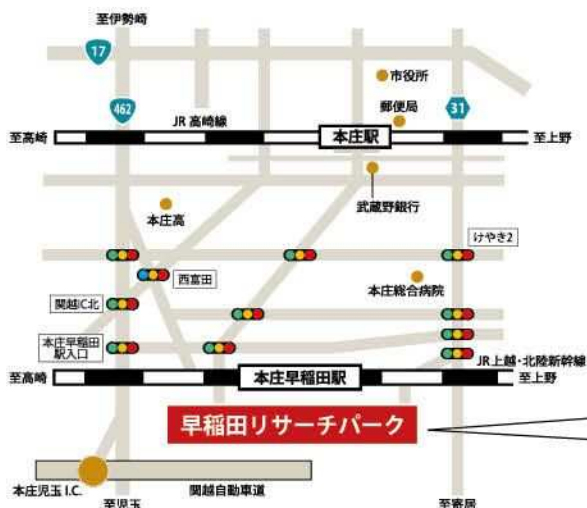 至伊勢崎
17
市役所
郵便局
462
31
JR 高崎線
至高崎
本庄駅
至上野
武蔵野銀行
本庄高
けやき2
西富田
本庄総合病院
関越IC北
本庄早稲田
駅入口
JR上越・北陸新幹線
至高崎
本庄早稲田駅
至上野
早稲田リサーチパーク
本庄児玉 I.C.
関越自動車道
至児玉
至寄居